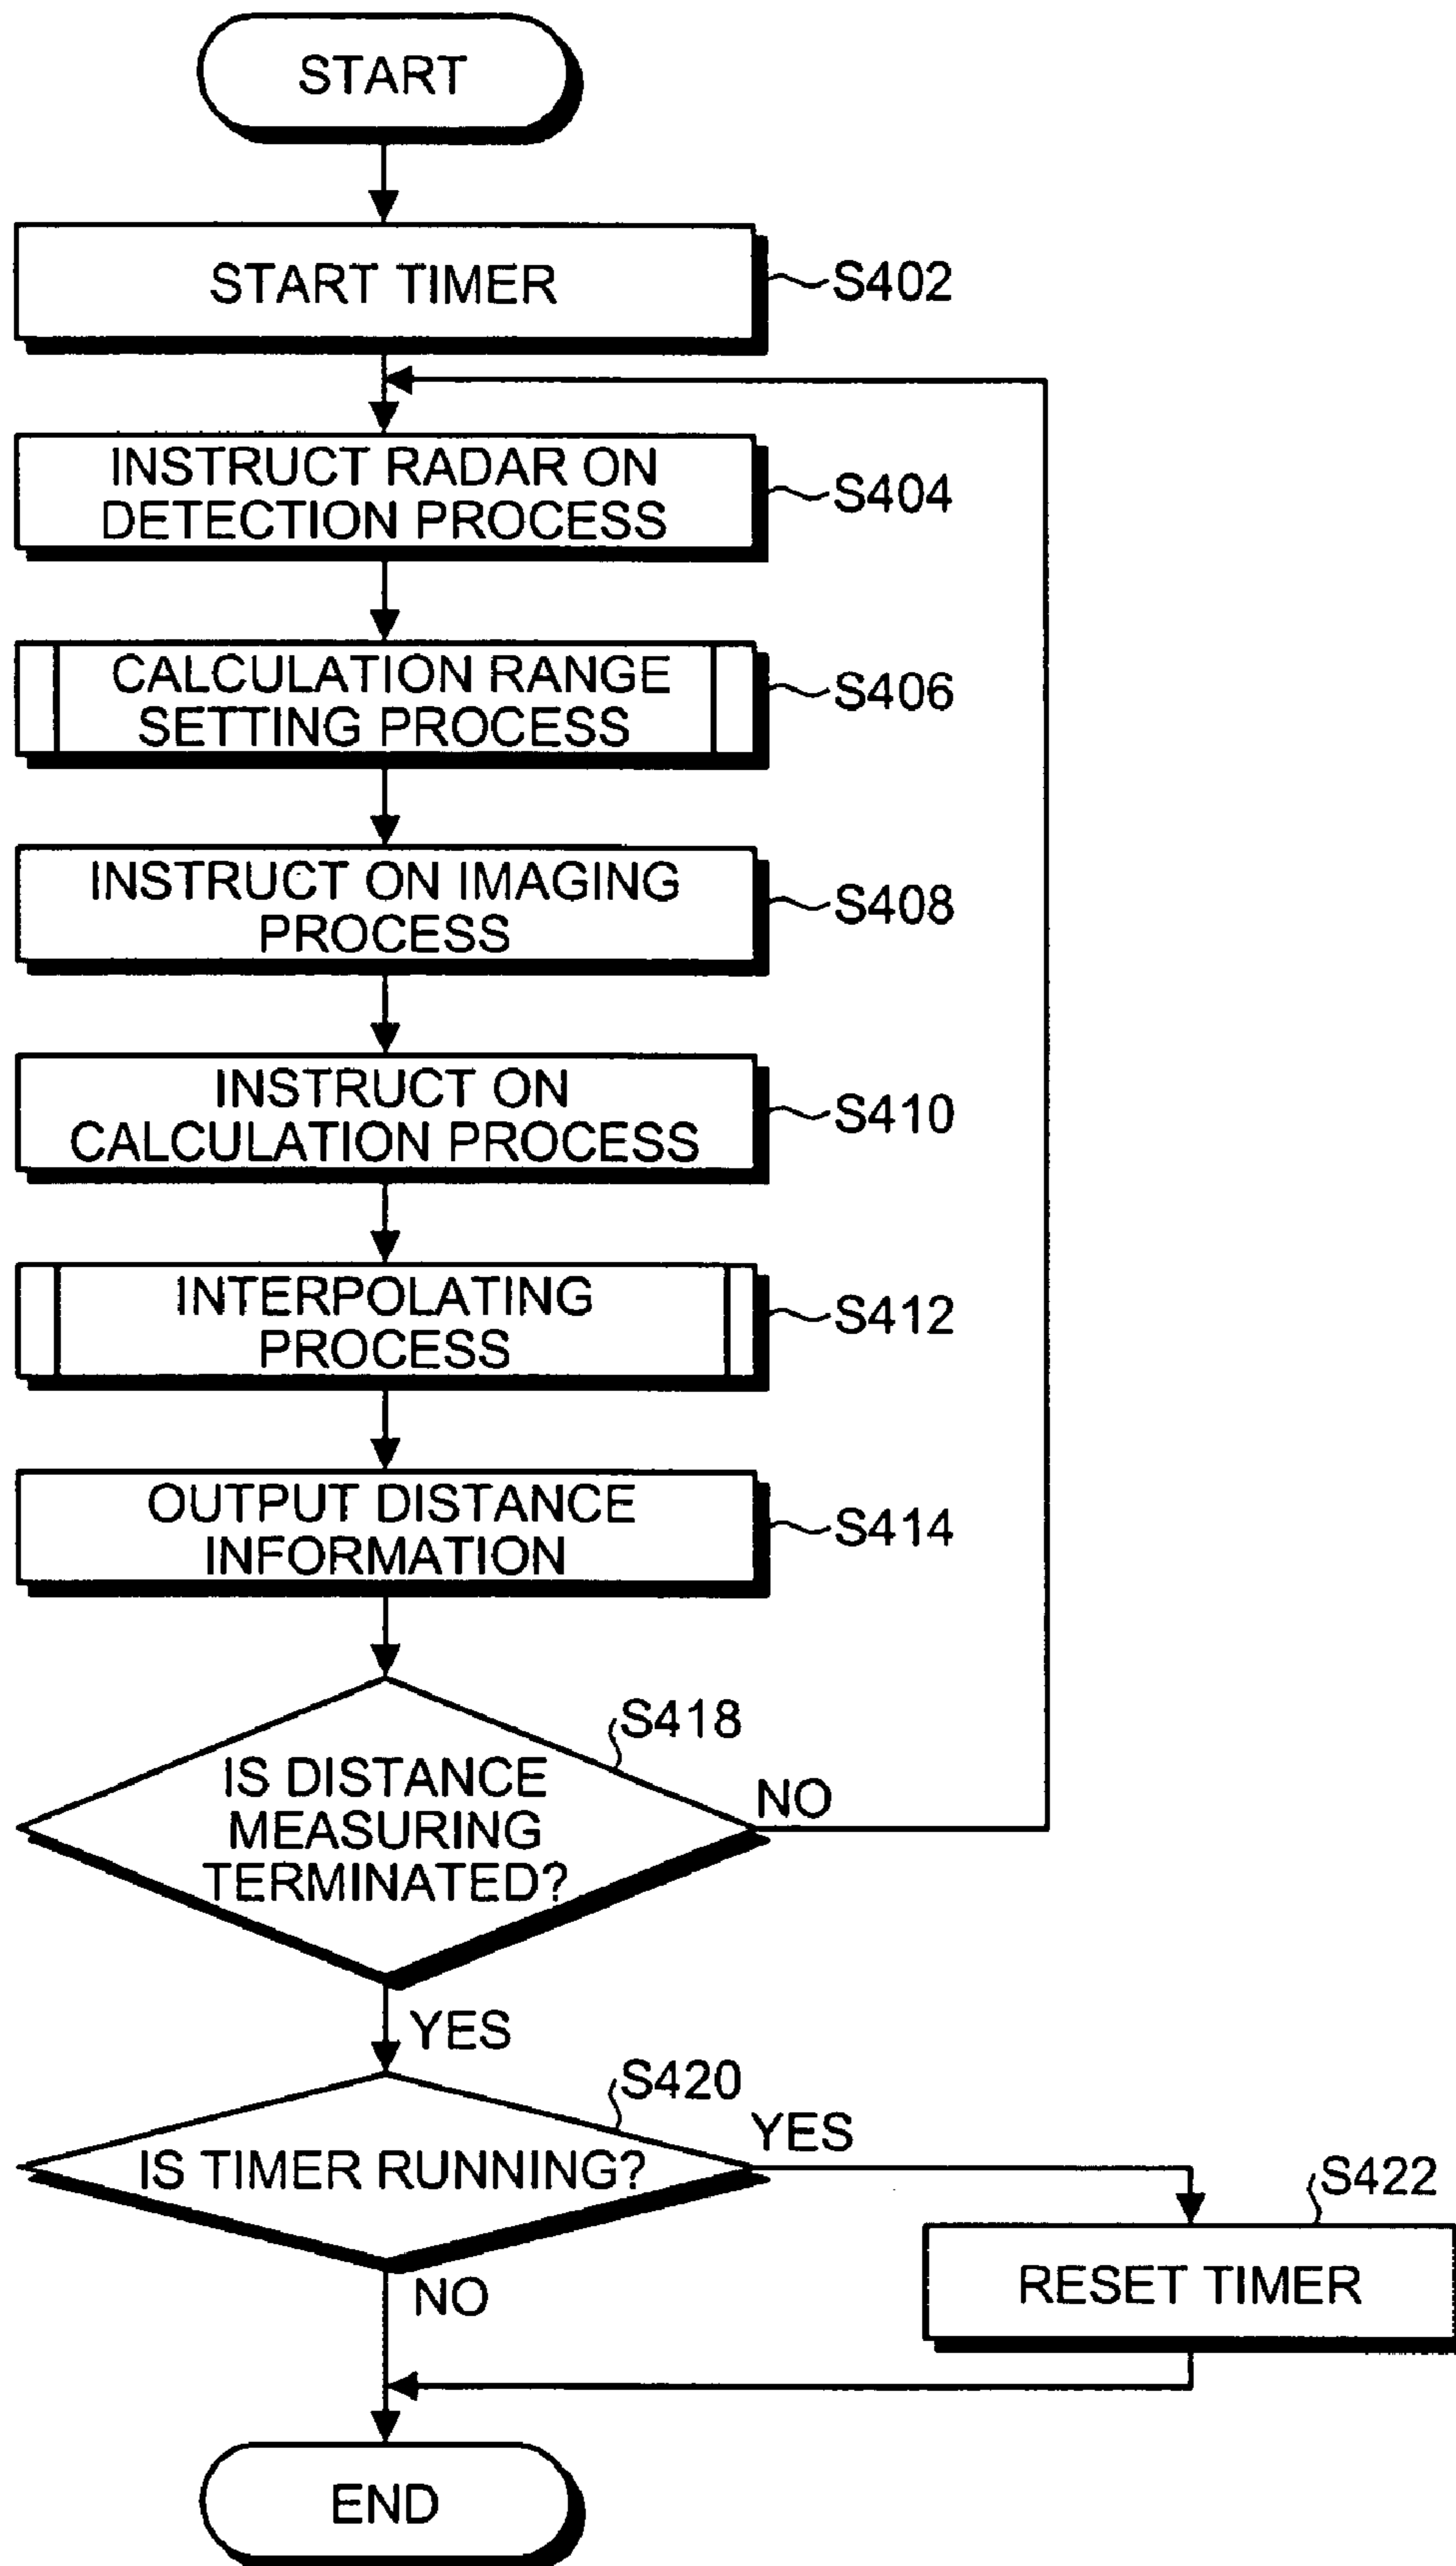 START
START TIMER
S402
INSTRUCT RADAR ON
DETECTION PROCESS
S404
CALCULATION RANGE
SETTING PROCESS
S406
INSTRUCT ON IMAGING
PROCESS
S408
INSTRUCT ON
CALCULATION PROCESS
S410
INTERPOLATING
PROCESS
S412
OUTPUT DISTANCE
INFORMATION
S414
S418
IS DISTANCE
MEASURING
TERMINATED?
NO
YES
S420
IS TIMER RUNNING?
YES
S422
RESET TIMER
NO
END